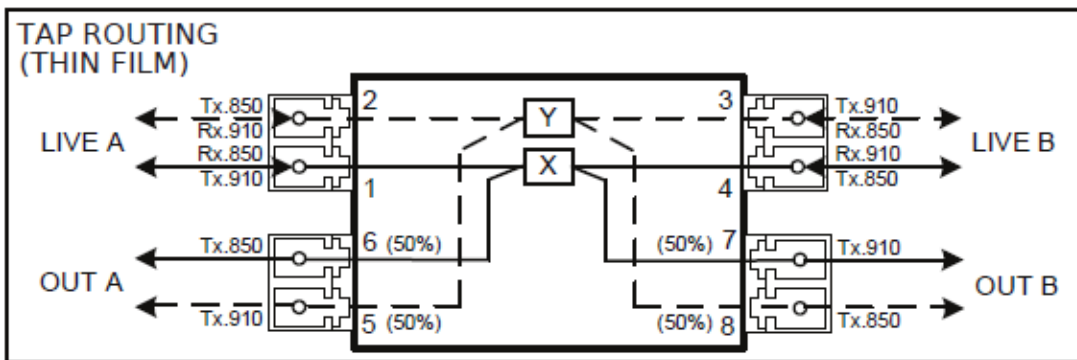 TAP ROUTING
(THIN FILM)
Tx.850 2 3 Tx.910
Y
LIVE A Rx.910 Rx.850 LIVE B
Rx.850 Rx.910
X
Tx.910 1 4 Tx.850
Tx.850 6 (50%) (50%) 7 Tx.910
OUT A OUT B
Tx.910 5 (50%) (50%) 8 Tx.850